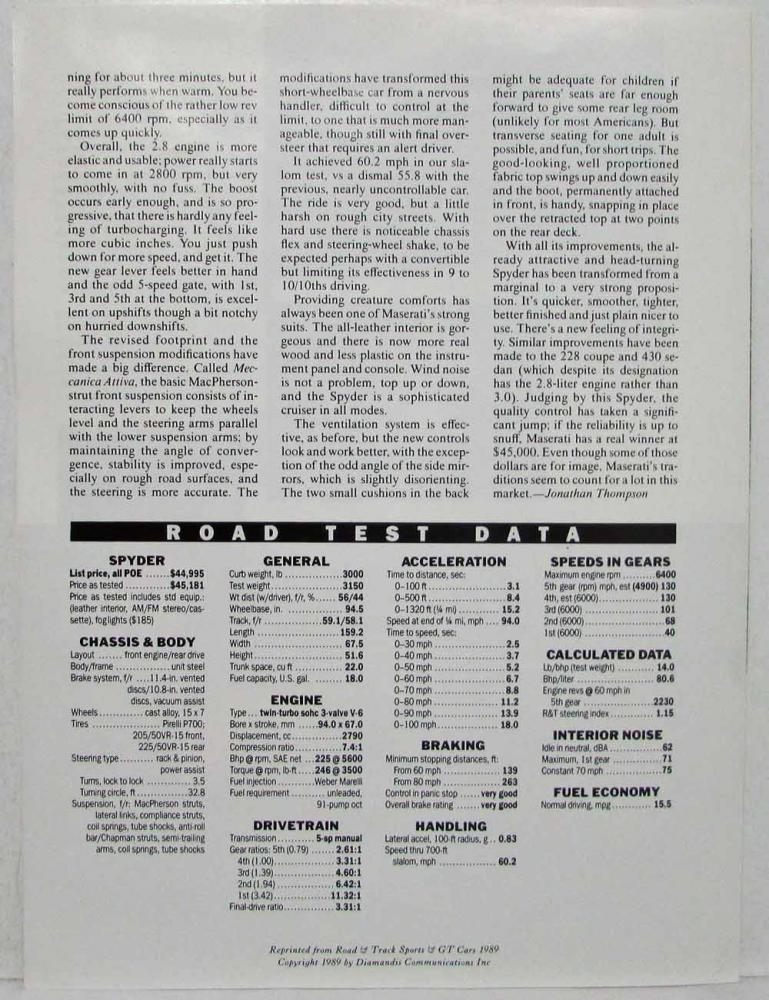 ning for about three minutes, but it
really performs when warm. You be-
come conscious of the rather low rev
limit of 6400 rpm, especially as it
comes up quickly.
Overall, the 2.8 engine is more
elastic and usable; power really starts
to come in at 2800 rpm, but very
smoothly, with no fuss. The boost
occurs early enough, and is so pro-
gressive, that there is hardly any feel-
ing of turbocharging. It feels like
more cubic inches. You just push
down for more speed, and get it. The
new gear lever feels better in hand
and the odd 5-speed gate, with 1st,
3rd and 5th at the bottom, is excel-
lent on upshifts though a bit notchy
on hurried downshifts.
The revised footprint and the
front suspension modifications have
made a big difference. Called Mec-
canica Attiva, the basic MacPherson-
strut front suspension consists of in-
teracting levers to keep the wheels
level and the steering arms parallel
with the lower suspension arms; by
maintaining the angle of conver-
gence, stability is improved, espe-
cially on rough road surfaces, and
the steering is more accurate. The
modifications have transformed this
short-wheelbase car from a nervous
handler, difficult to control at the
limit, to one that is much more man-
ageable, though still with final over-
steer that requires an alert driver.
It achieved 60.2 mph in our sla-
lom test, vs a dismal 55.8 with the
previous, nearly uncontrollable car.
The ride is very good, but a little
harsh on rough city streets. With
hard use there is noticeable chassis
flex and steering-wheel shake, to be
expected perhaps with a convertible
but limiting its effectiveness in 9 to
10/10ths driving.
Providing creature comforts has
always been one of Maserati's strong
suits. The all-leather interior is gor-
geous and there is now more real
wood and less plastic on the instru-
ment panel and console. Wind noise
is not a problem, top up or down,
and the Spyder is a sophisticated
cruiser in all modes.
The ventilation system is effec-
tive, as before, but the new controls
look and work better, with the excep-
tion of the odd angle of the side mir-
rors, which is slightly disorienting.
The two small cushions in the back
might be adequate for children if
their parents' seats are far enough
forward to give some rear leg room
(unlikely for most Americans). But
transverse seating for one adult is
possible, and fun, for short trips. The
good-looking, well proportioned
fabric top swings up and down easily
and the boot, permanently attached
in front, is handy, snapping in place
over the retracted top at two points
on the rear deck.
With all its improvements, the al-
ready attractive and head-turning
Spyder has been transformed from a
marginal to a very strong proposi-
tion. It's quicker, smoother, tighter,
better finished and just plain nicer to
use. There's a new feeling of integri-
ty. Similar improvements have been
made to the 228 coupe and 430 se-
dan (which despite its designation
has the 2.8-liter engine rather than
3.0). Judging by this Spyder, the
quality control has taken a signifi-
cant jump; if the reliability is up to
snuff, Maserati has a real winner at
$45,000. Even though some of those
dollars are for image, Maserati's tra-
ditions seem to count for a lot in this
market.—Jonathan Thompson
ROAD TEST DATA
SPYDER
List price, all POE .......$44,995
Price as tested ............$45,181
Price as tested includes std equip.:
(leather interior, AM/FM stereo/cas-
sette), foglights ($185)
CHASSIS & BODY
Layout ....... front engine/rear drive
Body/frame .............. unit steel
Brake system, f/r ....11.4-in. vented
discs/10.8-in. vented
discs, vacuum assist
Wheels ............cast alloy, 15 x 7
Tires .................... Pirelli P700;
205/50VR-15 front,
225/50VR-15 rear
Steering type ......... rack & pinion,
power assist
Turns, lock to lock ............... 3.5
Turning circle, ft ............... 32.8
Suspension, f/r: MacPherson struts,
lateral links, compliance struts,
coil springs, tube shocks, anti-roll
bar/Chapman struts, semi-trailing
arms, coil springs, tube shocks
GENERAL
Curb weight, lb ................3000
Test weight....................3150
Wt dist (w/driver), f/r, %...... 56/44
Wheelbase, in. ................ 94.5
Track, f/r ................59.1/58.1
Length .......................159.2
Width ........................ 67.5
Height........................ 51.6
Trunk space, cu ft ............. 22.0
Fuel capacity, U.S. gal. ........ 18.0
ENGINE
Type... twin-turbo sohc 3-valve V-6
Bore x stroke, mm ......94.0 x 67.0
Displacement, cc...............2790
Compression ratio.............7.4:1
Bhp @ rpm, SAE net ...225 @ 5600
Torque @ rpm, lb-ft .....246 @ 3500
Fuel injection..........Weber Marelli
Fuel requirement ........ unleaded,
91-pump oct
DRIVETRAIN
Transmission...........5-sp manual
Gear ratios: 5th (0.79) .......2.61:1
4th (1.00).................3.31:1
3rd (1.39).................4.60:1
2nd (1.94).................6.42:1
1st (3.42)................11.32:1
Final-drive ratio...............3.31:1
ACCELERATION
Time to distance, sec:
0-100 ft......................3.1
0-500 ft......................8.4
0-1320 ft (¼ mi) ........... 15.2
Speed at end of ¼ mi, mph .... 94.0
Time to speed, sec:
0-30 mph ....................2.5
0-40 mph ....................3.7
0-50 mph ....................5.2
0-60 mph ....................6.7
0-70 mph ....................8.8
0-80 mph ...................11.2
0-90 mph ...................13.9
0-100 mph.................. 18.0
BRAKING
Minimum stopping distances, ft:
From 60 mph ................ 139
From 80 mph ................ 263
Control in panic stop ......very good
Overall brake rating .......very good
HANDLING
Lateral accel, 100-ft radius, g .. 0.83
Speed thru 700-ft
slalom, mph ................ 60.2
SPEEDS IN GEARS
Maximum engine rpm ..........6400
5th gear (rpm) mph, est (4900) 130
4th, est (6000)................. 130
3rd (6000) .................... 101
2nd (6000)..................... 68
1st (6000)..................... 40
CALCULATED DATA
Lb/bhp (test weight) .......... 14.0
Bhp/liter ..................... 80.6
Engine revs @ 60 mph in
5th gear .................. 2230
R&T steering index............ 1.15
INTERIOR NOISE
Idle in neutral, dBA...............62
Maximum, 1st gear .............71
Constant 70 mph ...............75
FUEL ECONOMY
Normal driving, mpg........... 15.5
Reprinted from Road & Track Sports & GT Cars 1989
Copyright 1989 by Diamandis Communications Inc